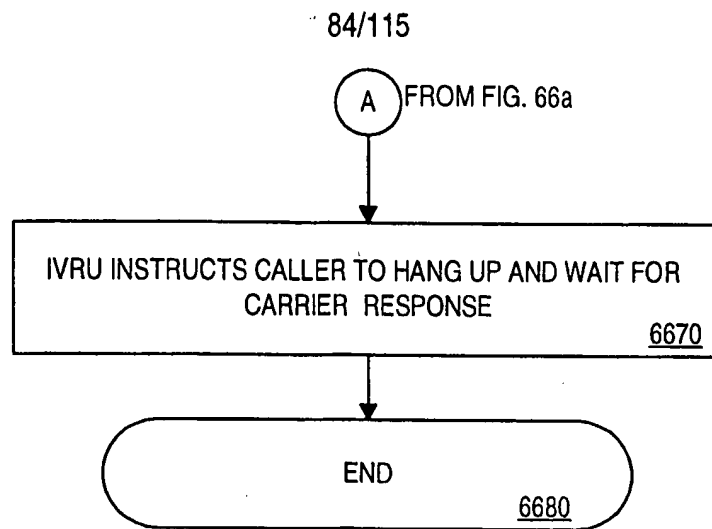 84/115
A FROM FIG. 66a
IVRU INSTRUCTS CALLER TO HANG UP AND WAIT FOR
CARRIER RESPONSE
6670
END
6680